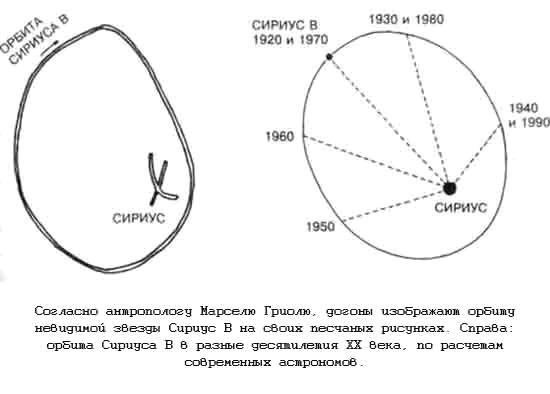 ОРБИТА
СИРИУСА В
СИРИУС
СИРИУС В
1920 и 1970
1930 и 1980
1940
и 1990
1960
СИРИУС
1950
Согласно антропологу Марселю Гриолю, догоны изображают орбиту
невидимой звезды Сириус В на своих песчаных рисунках. Справа:
орбита Сириуса В в разные десятилетия XX века, по расчетам
современных астрономов.